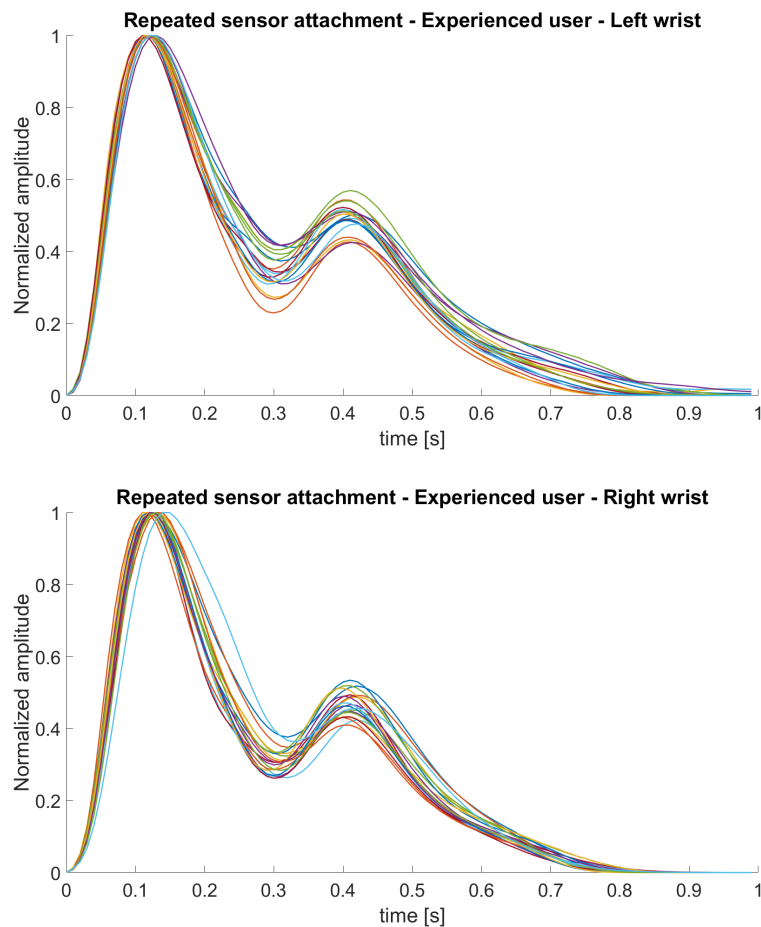 Repeated sensor attachment - Experienced user - Left wrist
Normalized amplitude
1
0.8
0.6
0.4
0.2
0
0 0.1 0.2 0.3 0.4 0.5 0.6 0.7 0.8 0.9 1
time [s]
Repeated sensor attachment - Experienced user - Right wrist
Normalized amplitude
1
0.8
0.6
0.4
0.2
0
0 0.1 0.2 0.3 0.4 0.5 0.6 0.7 0.8 0.9 1
time [s]